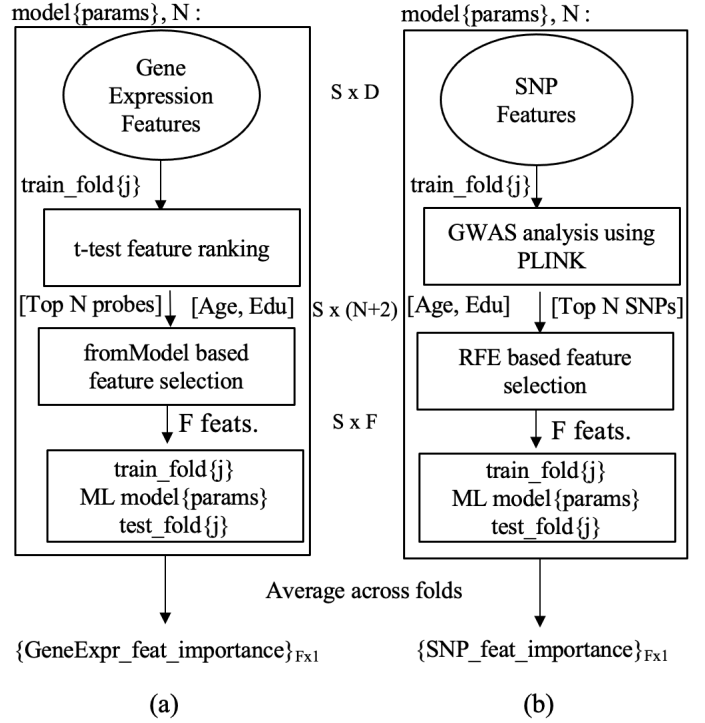 model{params}, N :
Gene
Expression
Features
train_fold{j}
t-test feature ranking
[Top N probes] [Age, Edu]
fromModel based
feature selection
F feats.
train_fold{j}
ML model{params}
test_fold{j}
{GeneExpr_feat_importance}Fx1
(a)
S x D
S x (N+2)
S x F
Average across folds
model{params}, N :
SNP
Features
train_fold{j}
GWAS analysis using
PLINK
[Age, Edu] [Top N SNPs]
RFE based feature
selection
F feats.
train_fold{j}
ML model{params}
test_fold{j}
{SNP_feat_importance}Fx1
(b)